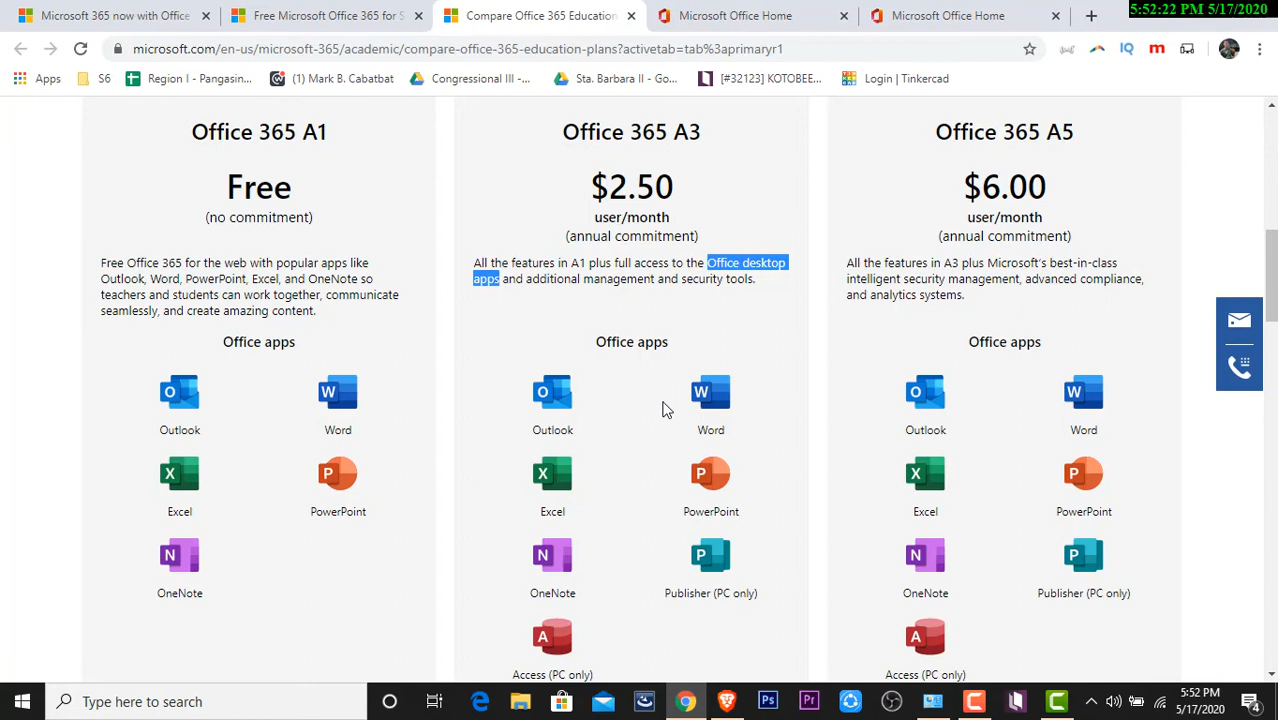 Microsoft 365 now with Office
Free Microsoft Office 365 for S
Compare Office 365 Education
Microsoft Office Home
Microsoft Office Home
5:52:22 PM 5/17/2020
microsoft.com/en-us/microsoft-365/academic/compare-office-365-education-plans?activetab=tab%3aprimaryr1
Apps
S6
Region I - Pangasin...
(1) Mark B. Cabatbat
Congressional III -...
Sta. Barbara II - Go...
[#32123] KOTOBEE...
Login | Tinkercad
Office 365 A1
Free
(no commitment)
Free Office 365 for the web with popular apps like
Outlook, Word, PowerPoint, Excel, and OneNote so
teachers and students can work together, communicate
seamlessly, and create amazing content.
Office apps
Outlook
Word
Excel
PowerPoint
OneNote
Office 365 A3
$2.50
user/month
(annual commitment)
All the features in A1 plus full access to the Office desktop
apps and additional management and security tools.
Office apps
Outlook
Word
Excel
PowerPoint
OneNote
Publisher (PC only)
Access (PC only)
Office 365 A5
$6.00
user/month
(annual commitment)
All the features in A3 plus Microsoft's best-in-class
intelligent security management, advanced compliance,
and analytics systems.
Office apps
Outlook
Word
Excel
PowerPoint
OneNote
Publisher (PC only)
Access (PC only)
Type here to search
5:52 PM
5/17/2020
4